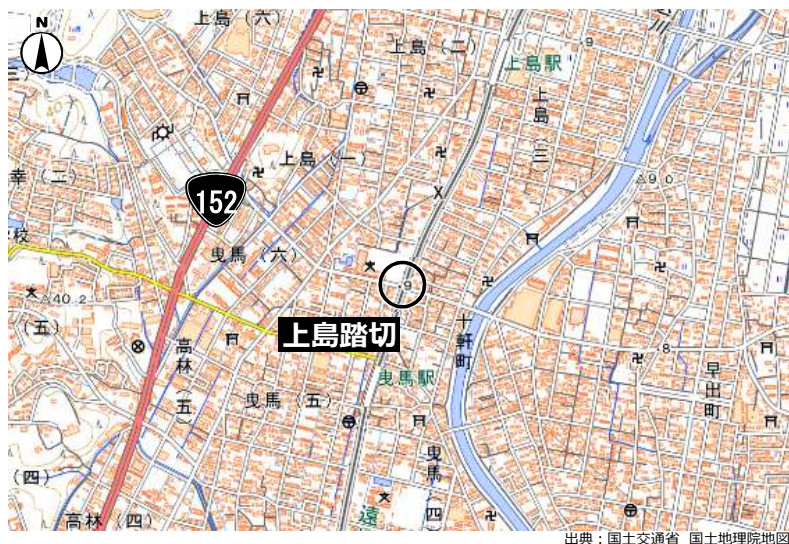 N
上島（六）
上島（二）
上島駅
上島（三）
9
9.0
上島（一）
幸（二）
152
曳馬（六）
校
40.2
9
（五）
上島踏切
高林（五）
十軒町
8
早出町
曳馬駅
曳馬（五）
曳馬（四
（四）
高林（四）
遠
出典：国土交通省 国土地理院地図